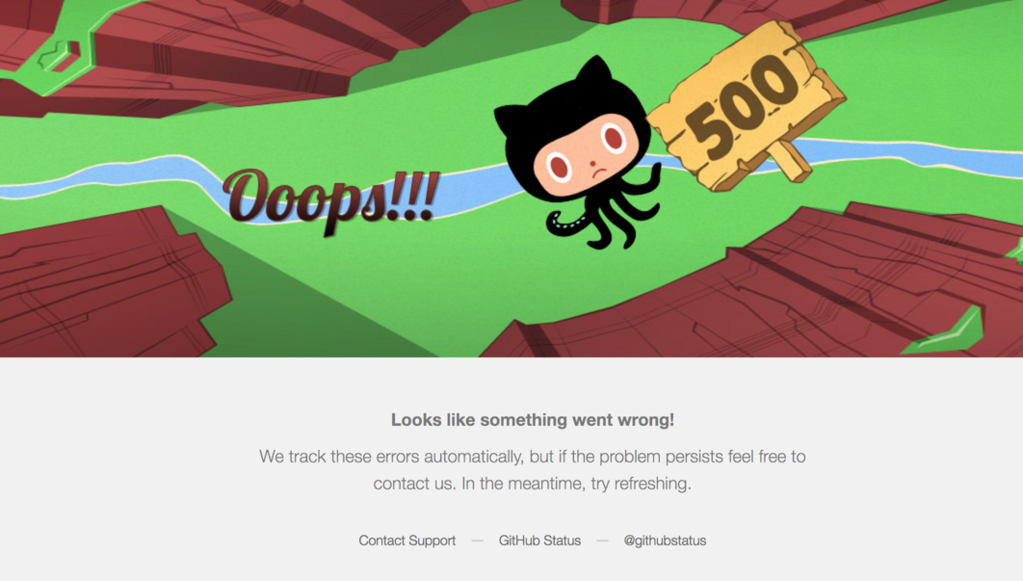 500
Ooops!!!
Looks like something went wrong!
We track these errors automatically, but if the problem persists feel free to
contact us. In the meantime, try refreshing.
Contact Support — GitHub Status — @githubstatus